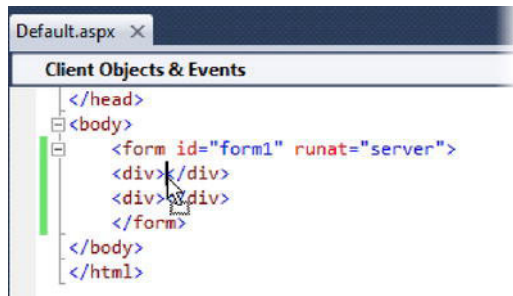 Default.aspx ×
Client Objects & Events
</head>
<body>
<form id="form1" runat="server">
<div></div>
<div></div>
</form>
</body>
</html>